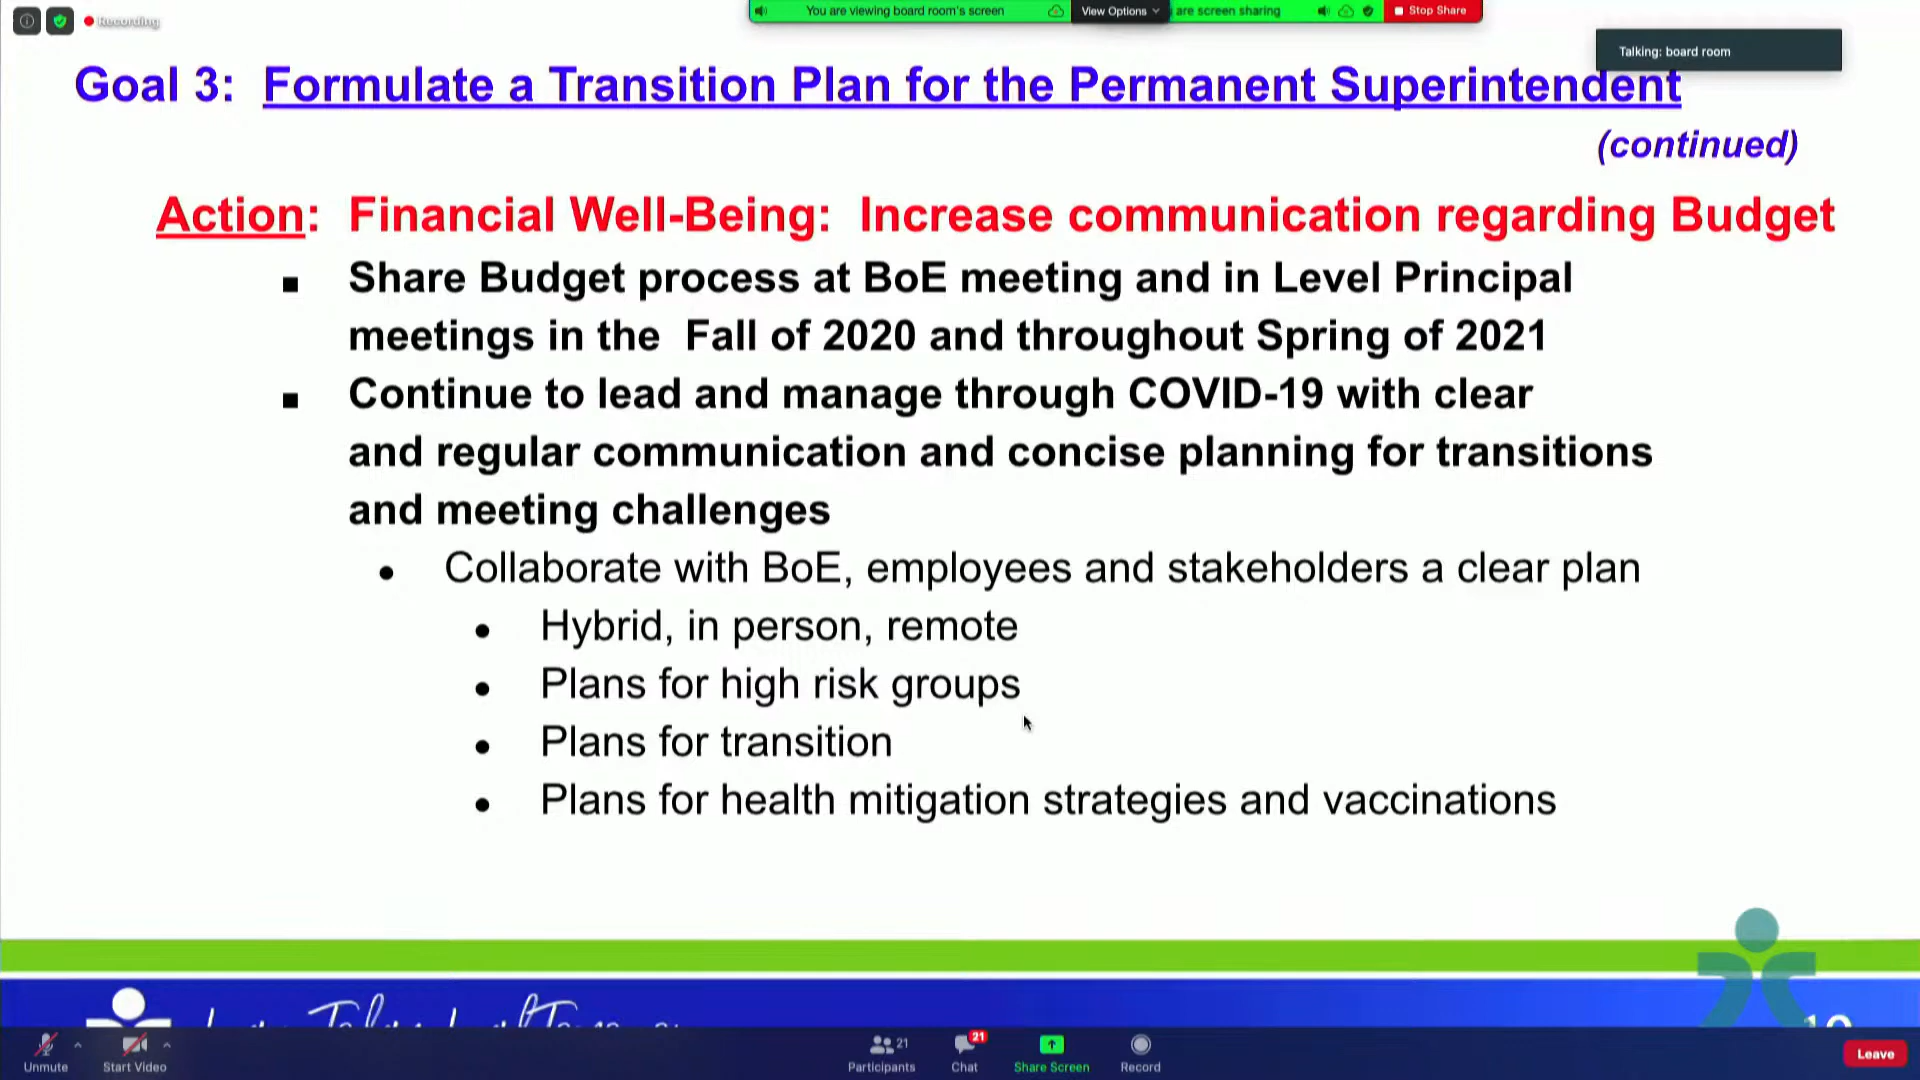 Recording
You are viewing board room's screen
View Options
are screen sharing
Stop Share
Talking: board room
Goal 3: Formulate a Transition Plan for the Permanent Superintendent
(continued)
Action: Financial Well-Being: Increase communication regarding Budget
■ Share Budget process at BoE meeting and in Level Principal
meetings in the Fall of 2020 and throughout Spring of 2021
■ Continue to lead and manage through COVID-19 with clear
and regular communication and concise planning for transitions
and meeting challenges
● Collaborate with BoE, employees and stakeholders a clear plan
● Hybrid, in person, remote
● Plans for high risk groups
● Plans for transition
● Plans for health mitigation strategies and vaccinations
Unmute
Start Video
21
Participants
21
Chat
Share Screen
Record
Leave